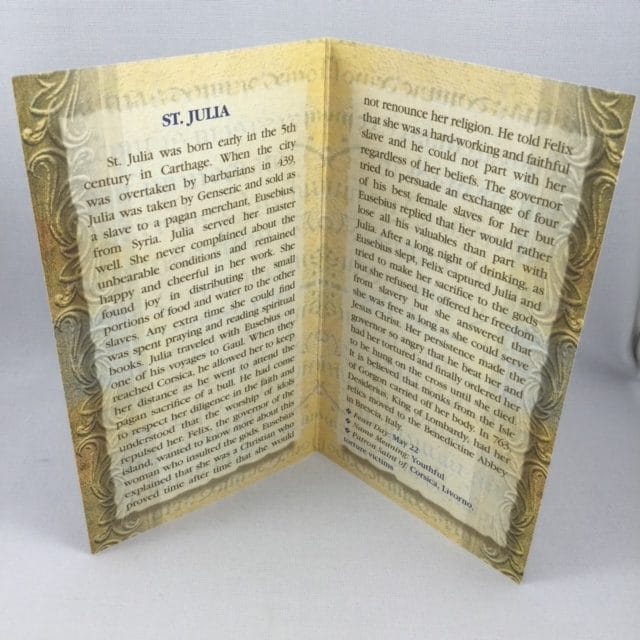 ST. JULIA
St. Julia was born early in the 5th
century in Carthage. When the city
was overtaken by barbarians in 439,
Julia was taken by Genseric and sold as
a slave to a pagan merchant, Eusebius,
from Syria. Julia served her master
well. She never complained about the
unbearable conditions and remained
happy and cheerful in her work. She
found joy in distributing the small
portions of food and water to the other
slaves. Any extra time she could find
was spent praying and reading spiritual
books. Julia traveled with Eusebius on
one of his voyages to Gaul. When they
reached Corsica, he allowed her to keep
her distance as he went to attend the
pagan sacrifice of a bull. He had come
to respect her diligence in the faith and
understood that the worship of idols
repulsed her. Felix, the governor of the
island, wanted to know more about the
woman who insulted the gods. Eusebius
explained that she was a Christian who
proved time after time that she would
not renounce her religion. He told Felix
that she was a hard-working and faithful
slave and he could not part with her
regardless of her beliefs. The governor
tried to persuade an exchange of four
of his best female slaves for her but
Eusebius replied that he would rather
lose all his valuables than part with
Julia. After a long night of drinking, as
Eusebius slept, Felix captured Julia and
tried to make her sacrifice to the gods
but she refused. He offered her freedom
from slavery but she answered that
she was free as long as she could serve
Jesus Christ. Her persistence made the
governor so angry that he beat her and
had her tortured and finally ordered her
to be hung on the cross until she died.
It is believed that monks from the isle
of Gorgon carried off her body. In 763,
Desiderius, King of Lombardy, had her
relics moved to the Benedictine Abbey
in Brescia, Italy.
Feast Day: May 22
Name Meaning: Youthful
Patron Saint of: Corsica, Livorno,
torture victims